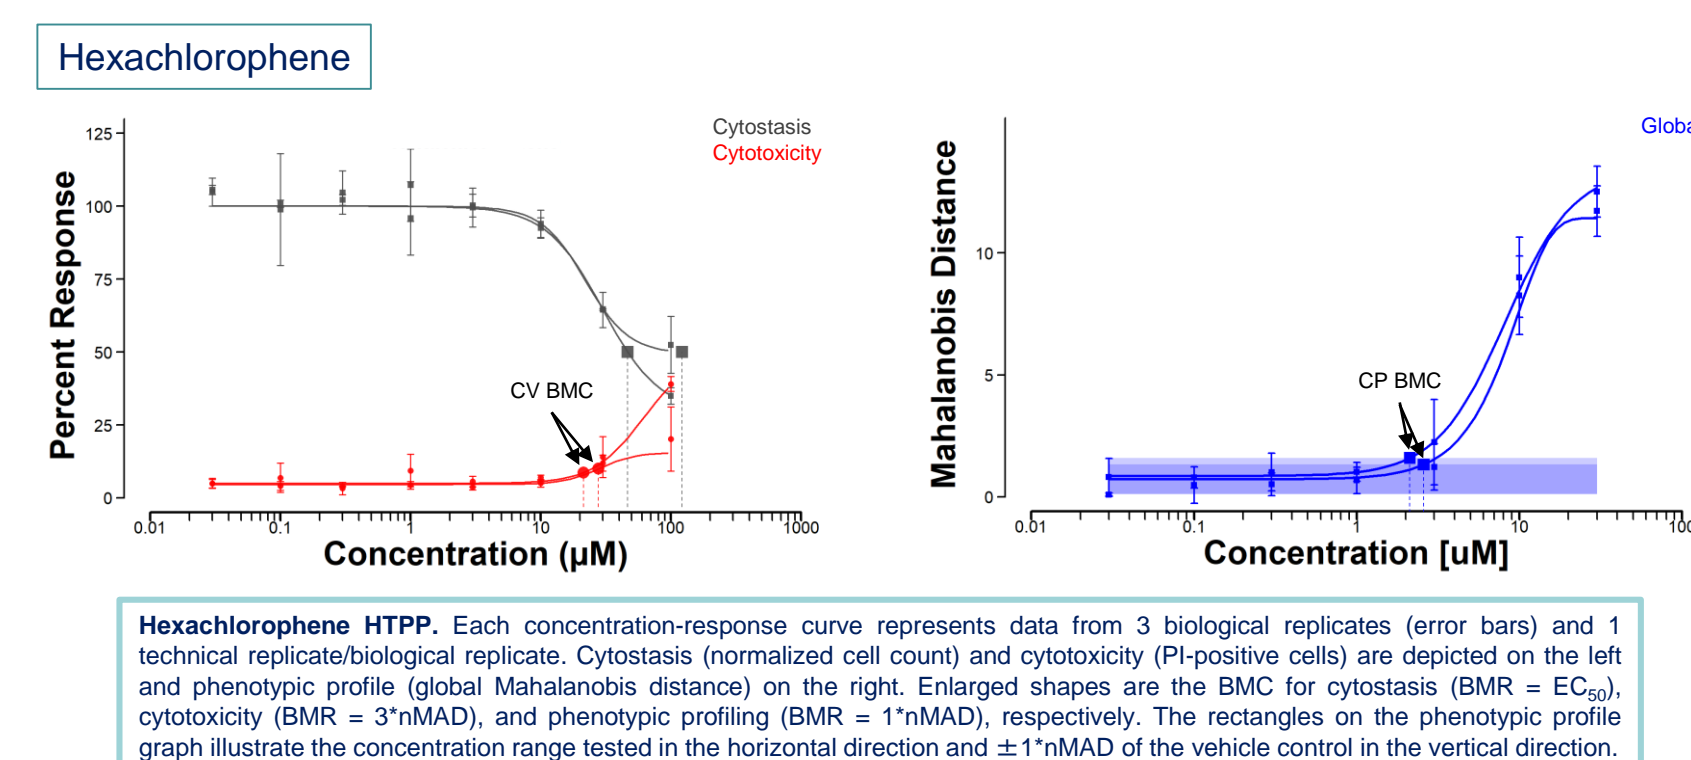 Hexachlorophene
Cytostasis
Cytotoxicity
Percent Response
125
100
75
50
25
0
CV BMC
0.01 0.1 1 10 100 1000
Concentration (µM)
Globa
Mahalanobis Distance
10
5
0
CP BMC
0.01 0.1 1 10 100
Concentration [uM]
Hexachlorophene HTPP. Each concentration-response curve represents data from 3 biological replicates (error bars) and 1
technical replicate/biological replicate. Cytostasis (normalized cell count) and cytotoxicity (PI-positive cells) are depicted on the left
and phenotypic profile (global Mahalanobis distance) on the right. Enlarged shapes are the BMC for cytostasis (BMR = EC50),
cytotoxicity (BMR = 3*nMAD), and phenotypic profiling (BMR = 1*nMAD), respectively. The rectangles on the phenotypic profile
graph illustrate the concentration range tested in the horizontal direction and ±1*nMAD of the vehicle control in the vertical direction.